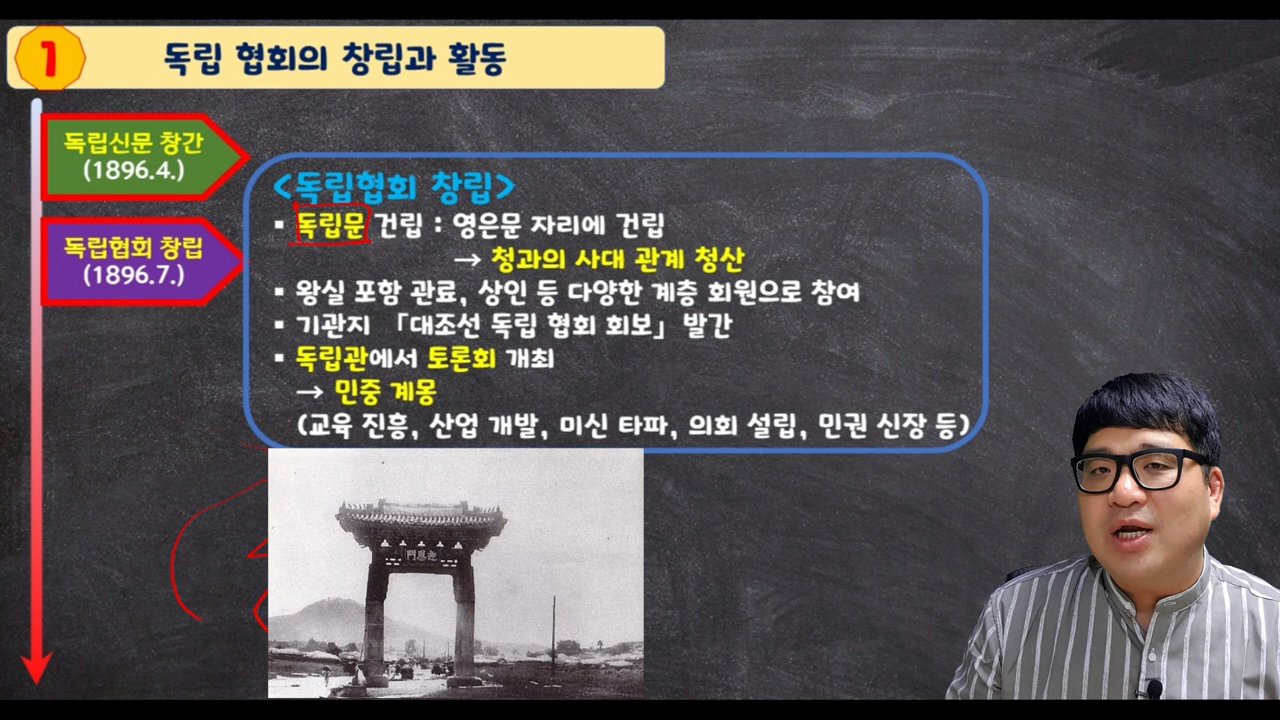 1 독립 협회의 창립과 활동
독립신문 창간
(1896.4.)
독립협회 창립
(1896.7.)
<독립협회 창립>
▪ 독립문 건립 : 영은문 자리에 건립
→ 청과의 사대 관계 청산
▪ 왕실 포함 관료, 상인 등 다양한 계층 회원으로 참여
▪ 기관지 「대조선 독립 협회 회보」 발간
▪ 독립관에서 토론회 개최
→ 민중 계몽
(교육 진흥, 산업 개발, 미신 타파, 의회 설립, 민권 신장 등)
門恩迎